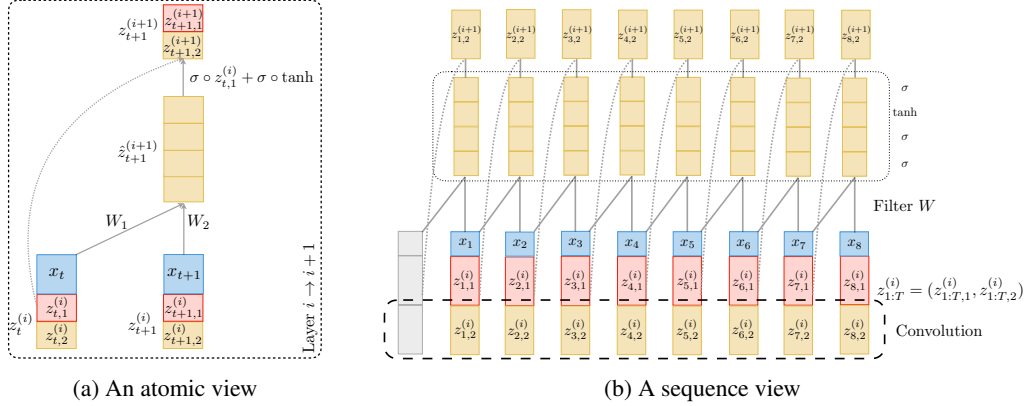 z_{t+1}^{(i+1)}
z_{t+1,1}^{(i+1)}
z_{t+1,2}^{(i+1)}
σ ∘ z_{t,1}^{(i)} + σ ∘ tanh
ẑ_{t+1}^{(i+1)}
W_1
W_2
x_t
x_{t+1}
z_t^{(i)}
z_{t,1}^{(i)}
z_{t,2}^{(i)}
z_{t+1}^{(i)}
z_{t+1,1}^{(i)}
z_{t+1,2}^{(i)}
Layer i → i + 1
(a) An atomic view
z_{1,2}^{(i+1)} z_{2,2}^{(i+1)} z_{3,2}^{(i+1)} z_{4,2}^{(i+1)} z_{5,2}^{(i+1)} z_{6,2}^{(i+1)} z_{7,2}^{(i+1)} z_{8,2}^{(i+1)}
σ
tanh
σ
σ
Filter W
x_1 x_2 x_3 x_4 x_5 x_6 x_7 x_8
z_{4,1}^{(i)} z_{2,1}^{(i)} z_{3,1}^{(i)} z_{4,1}^{(i)} z_{5,1}^{(i)} z_{6,1}^{(i)} z_{7,1}^{(i)} z_{8,1}^{(i)}
z_{1:T}^{(i)} = (z_{1:T,1}^{(i)}, z_{1:T,2}^{(i)})
z_{1,2}^{(i)} z_{2,2}^{(i)} z_{3,2}^{(i)} z_{4,2}^{(i)} z_{5,2}^{(i)} z_{6,2}^{(i)} z_{7,2}^{(i)} z_{8,2}^{(i)}
Convolution
(b) A sequence view